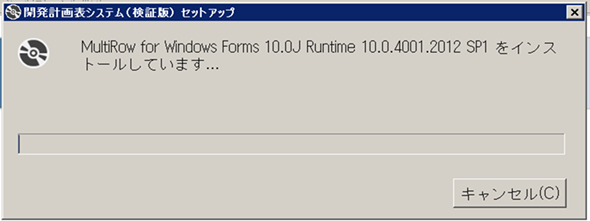 開発計画表システム(検証版) セットアップ
MultiRow for Windows Forms 10.0J Runtime 10.0.4001.2012 SP1 をインス
トールしています...
キャンセル(C)